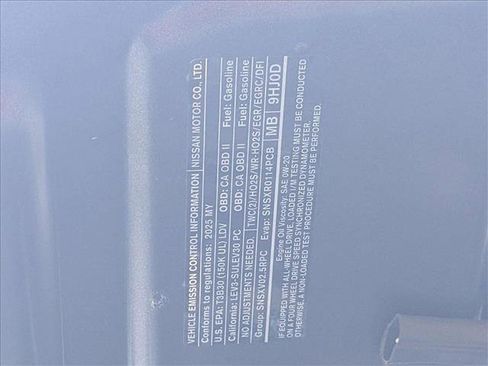 VEHICLE EMISSION CONTROL INFORMATION NISSAN MOTOR CO., LTD.
Conforms to regulations: 2025 MY
U.S. EPA: T3B30 (150K UL) LDV OBD: CA OBD II Fuel: Gasoline
California: LEV3-SULEV30 PC OBD: CA OBD II Fuel: Gasoline
NO ADJUSTMENTS NEEDED. TWC(2)/HO2S/WR-HO2S/EGR/EGRC/DFI
Group: SNSXV02.5RPC Evap: SNSXR0114PCB MB 9HJ0D
Engine Oil Viscosity: SAE 0W-20
IF EQUIPPED WITH ALL-WHEEL DRIVE, LOADED I/M TESTING MUST BE CONDUCTED
ON A FOUR WHEEL DRIVE SPEED SYNCHRONIZED DYNAMOMETER.
OTHERWISE, A NON-LOADED TEST PROCEDURE MUST BE PERFORMED.